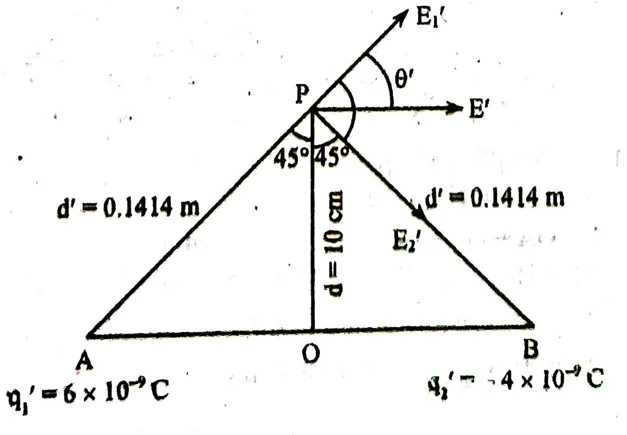 E₁′
θ′
P
E′
45° 45°
d′ = 0.1414 m
d′ = 0.1414 m
E₂′
d = 10 cm
A
O
B
q₁′ = 6 × 10⁻⁹ C
q₂′ = - 4 × 10⁻⁹ C